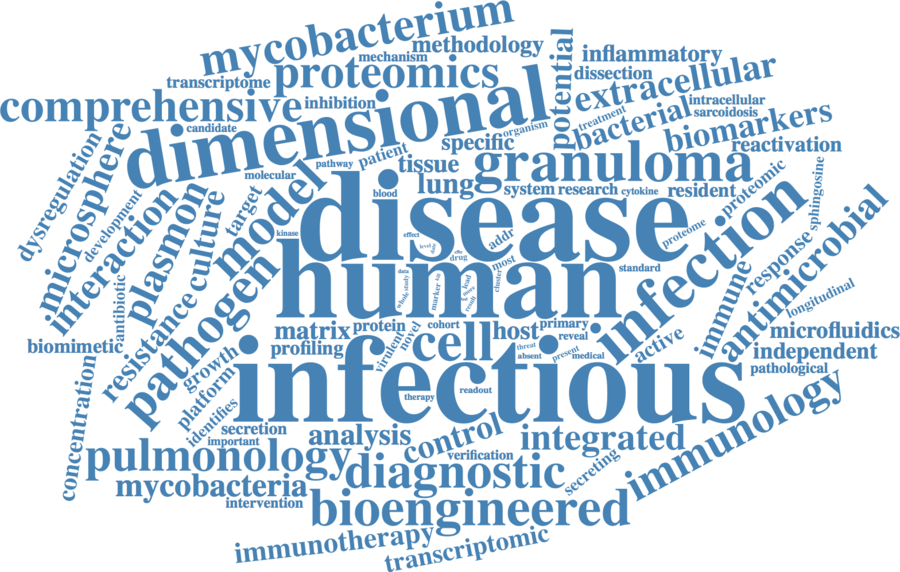 mycobacterium
methodology
mechanism
inflammatory
potential
transcriptome
proteomics
dissection
extracellular
comprehensive
inhibition
dimensional
treatment
intracellular
sarcoidosis
candidate
organism
bacterial
biomarkers
specific
reactivation
dysregulation
microsphere
molecular
pathway
patient
tissue
granuloma
development
interaction
plasmon
culture
target
model
blood
disease
lung
system
research
cytokine
resident
proteomic
sphingosine
kinase
effect
level
addr
proteome
infection
drug
most
standard
response
antimicrobial
human
data
study
whole
marker
lead
result
cluster
immune
longitudinal
antibiotic
resistance
pathogen
biomimetic
matrix
protein
cohort
host
primary
reveal
microfluidics
profiling
virulent
novel
cell
threat
absent
present
medical
active
independent
pathological
growth
platform
identifies
infectious
therapy
readout
concentration
secretion
important
analysis
control
integrated
immunology
pulmonology
verification
diagnostic
secreting
mycobacteria
intervention
bioengineered
immunotherapy
transcriptomic